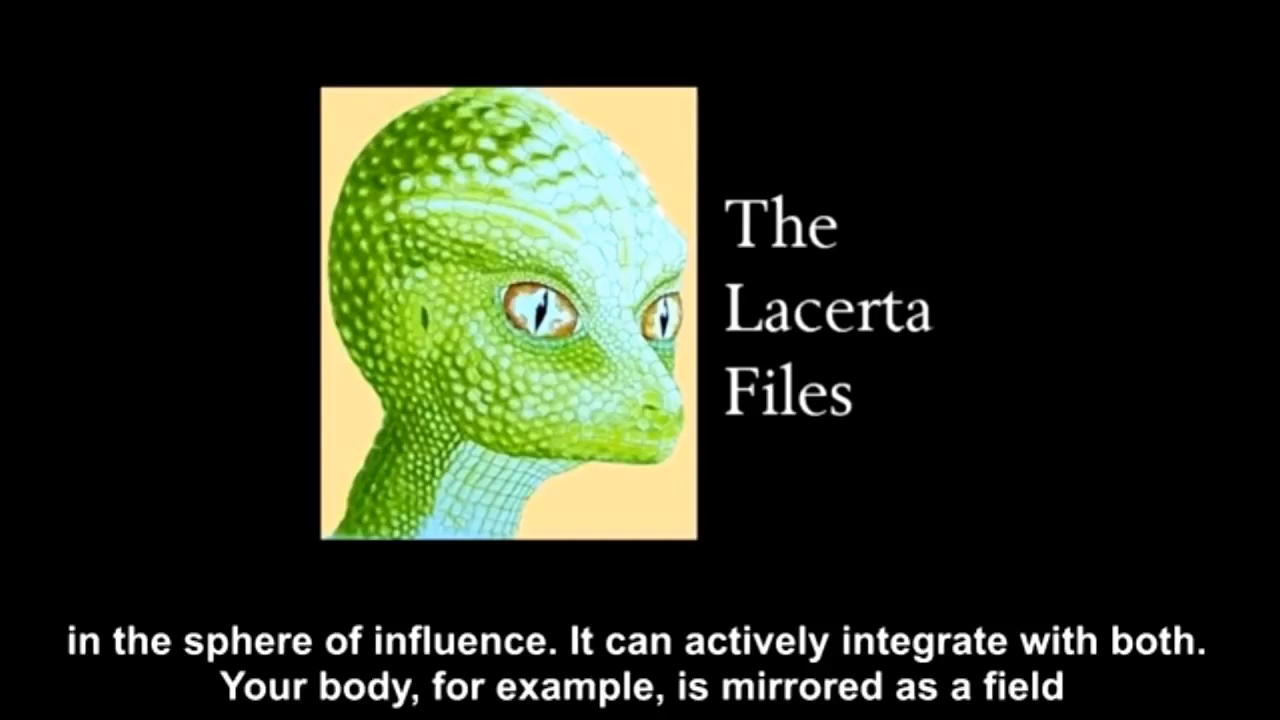 The
Lacerta
Files
in the sphere of influence. It can actively integrate with both.
Your body, for example, is mirrored as a field